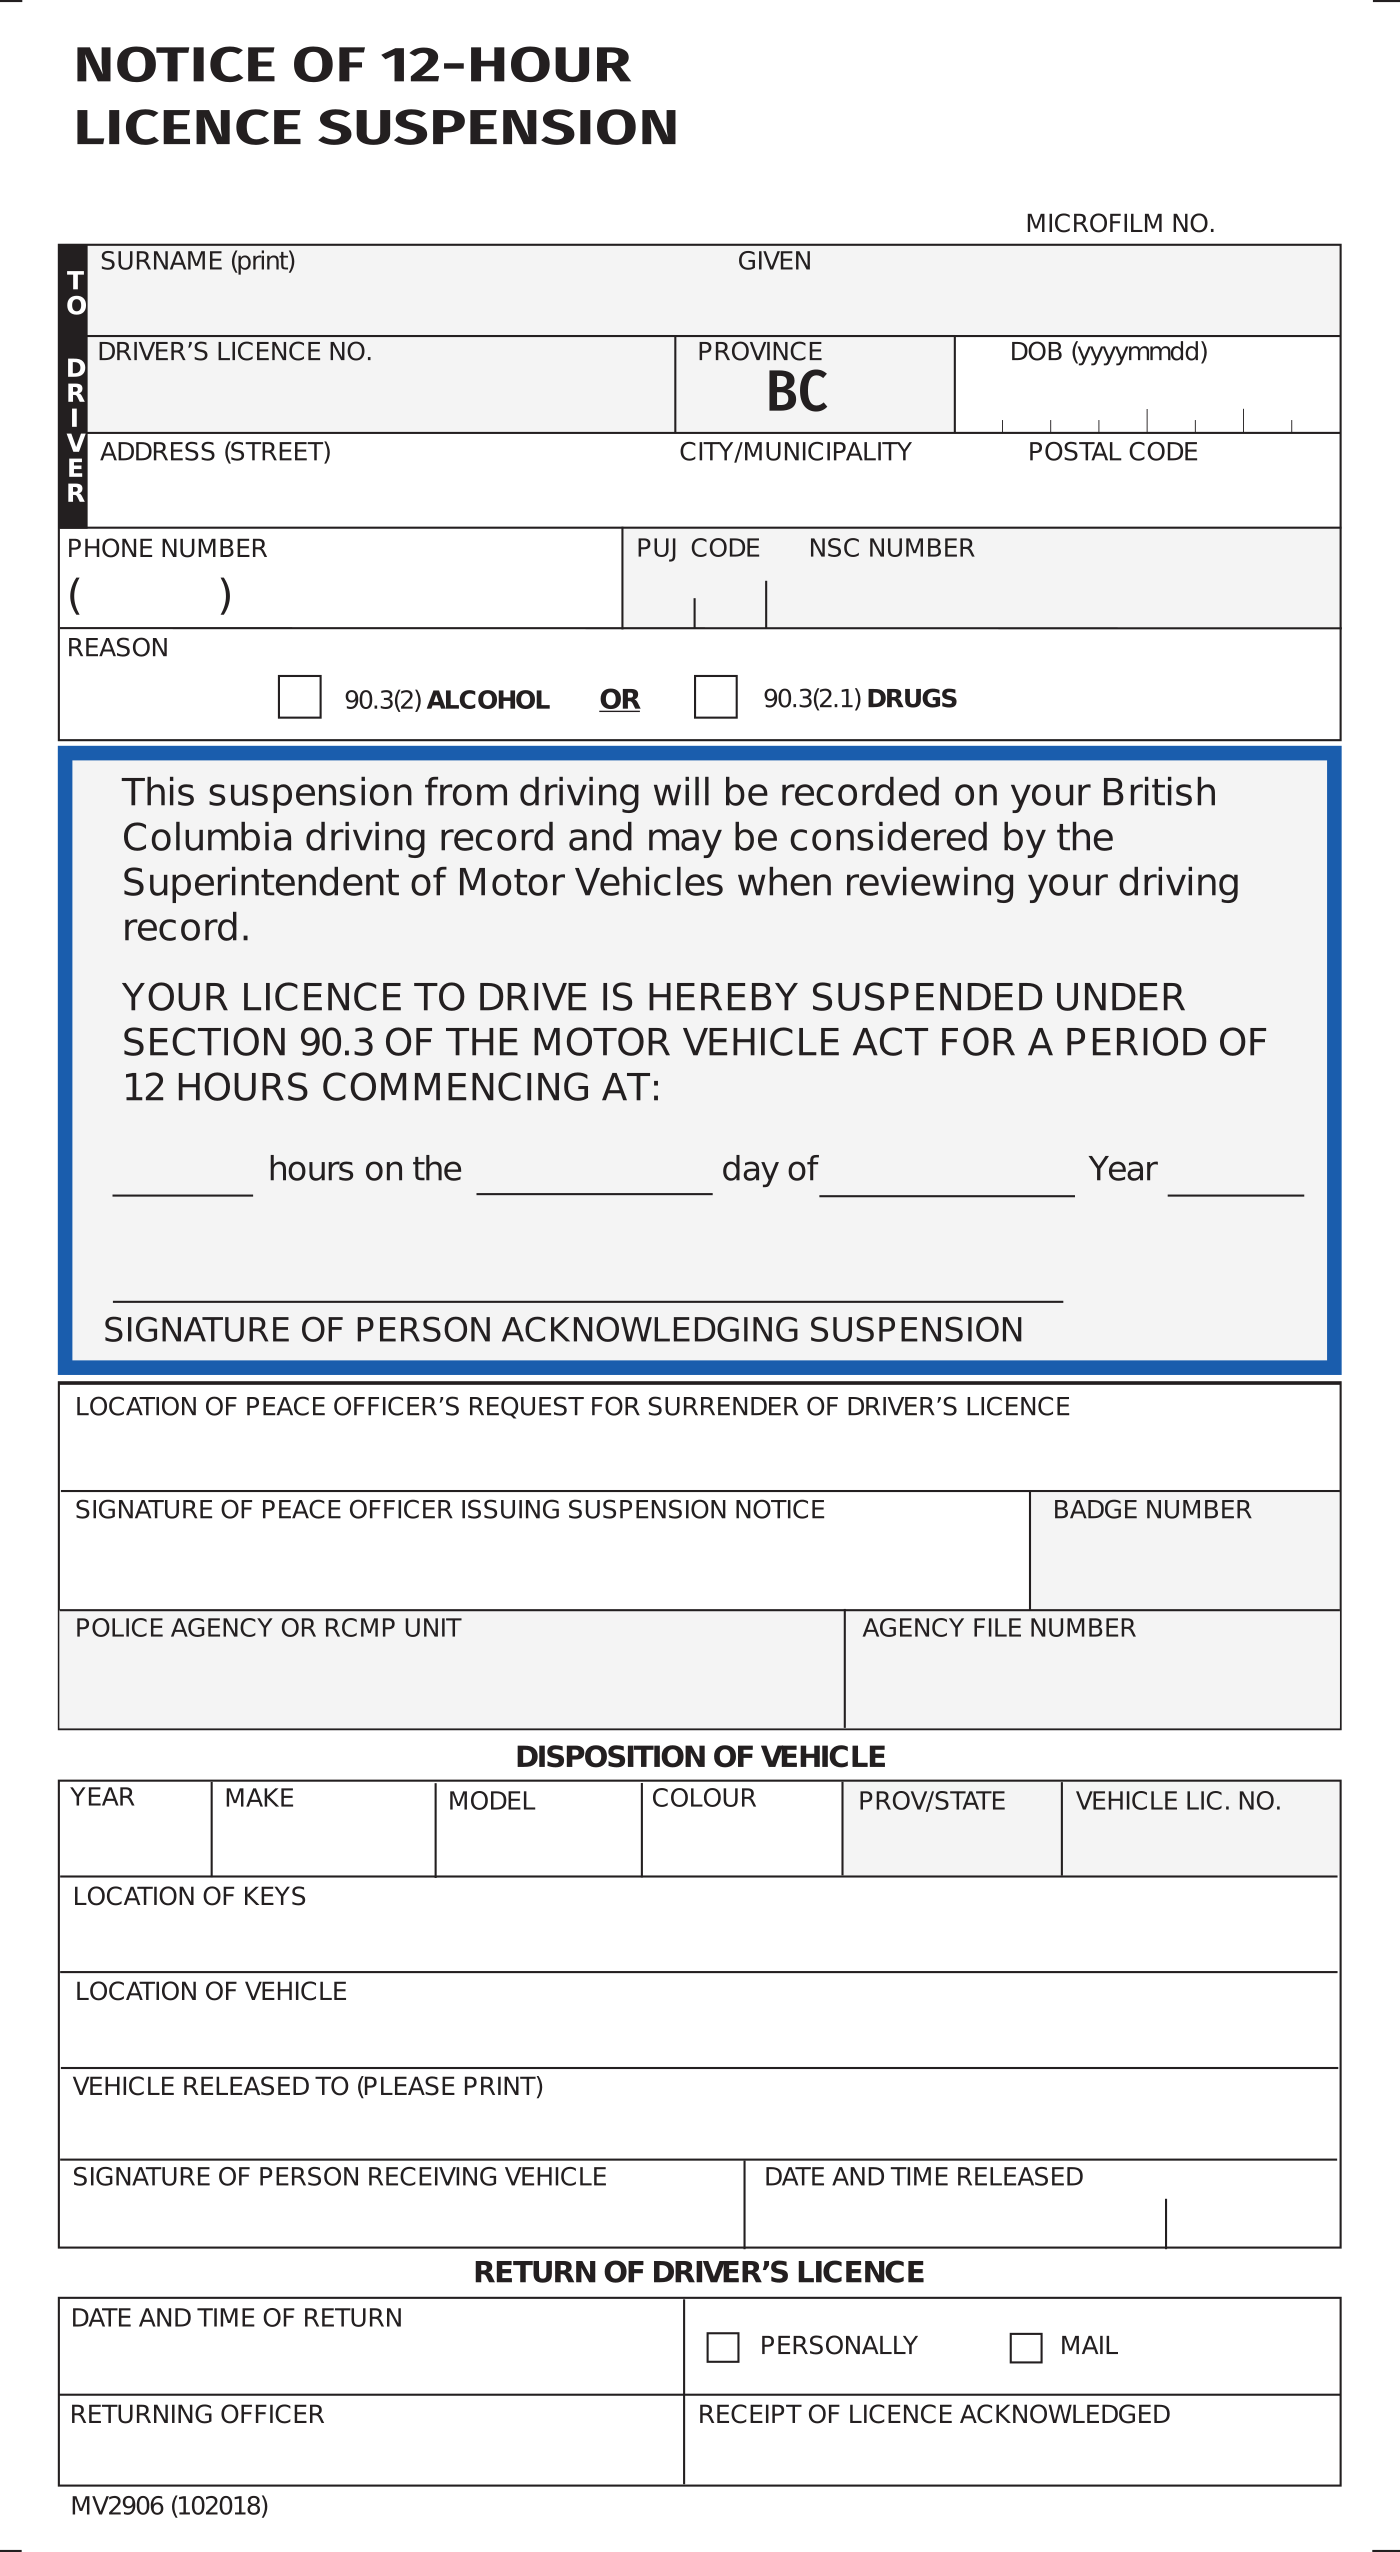 NOTICE OF 12-HOUR
LICENCE SUSPENSION
MICROFILM NO.
TO DRIVER
SURNAME (print) GIVEN
DRIVER’S LICENCE NO. PROVINCE DOB (yyyymmdd)
BC
ADDRESS (STREET) CITY/MUNICIPALITY POSTAL CODE
PHONE NUMBER PUJ CODE NSC NUMBER
( )
REASON
90.3(2) ALCOHOL OR 90.3(2.1) DRUGS
This suspension from driving will be recorded on your British
Columbia driving record and may be considered by the
Superintendent of Motor Vehicles when reviewing your driving
record.
YOUR LICENCE TO DRIVE IS HEREBY SUSPENDED UNDER
SECTION 90.3 OF THE MOTOR VEHICLE ACT FOR A PERIOD OF
12 HOURS COMMENCING AT:
hours on the day of Year
SIGNATURE OF PERSON ACKNOWLEDGING SUSPENSION
LOCATION OF PEACE OFFICER’S REQUEST FOR SURRENDER OF DRIVER’S LICENCE
SIGNATURE OF PEACE OFFICER ISSUING SUSPENSION NOTICE BADGE NUMBER
POLICE AGENCY OR RCMP UNIT AGENCY FILE NUMBER
DISPOSITION OF VEHICLE
YEAR MAKE MODEL COLOUR PROV/STATE VEHICLE LIC. NO.
LOCATION OF KEYS
LOCATION OF VEHICLE
VEHICLE RELEASED TO (PLEASE PRINT)
SIGNATURE OF PERSON RECEIVING VEHICLE DATE AND TIME RELEASED
RETURN OF DRIVER’S LICENCE
DATE AND TIME OF RETURN
PERSONALLY MAIL
RETURNING OFFICER RECEIPT OF LICENCE ACKNOWLEDGED
MV2906 (102018)